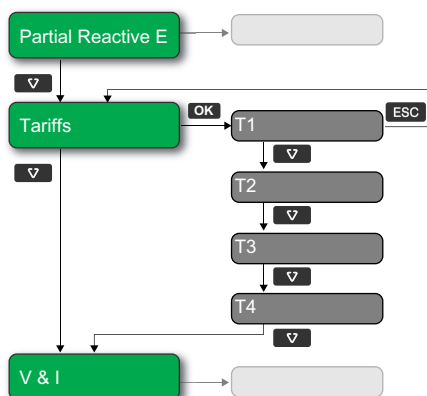 Partial Reactive E
Tariffs
OK
T1
ESC
T2
T3
T4
V & I